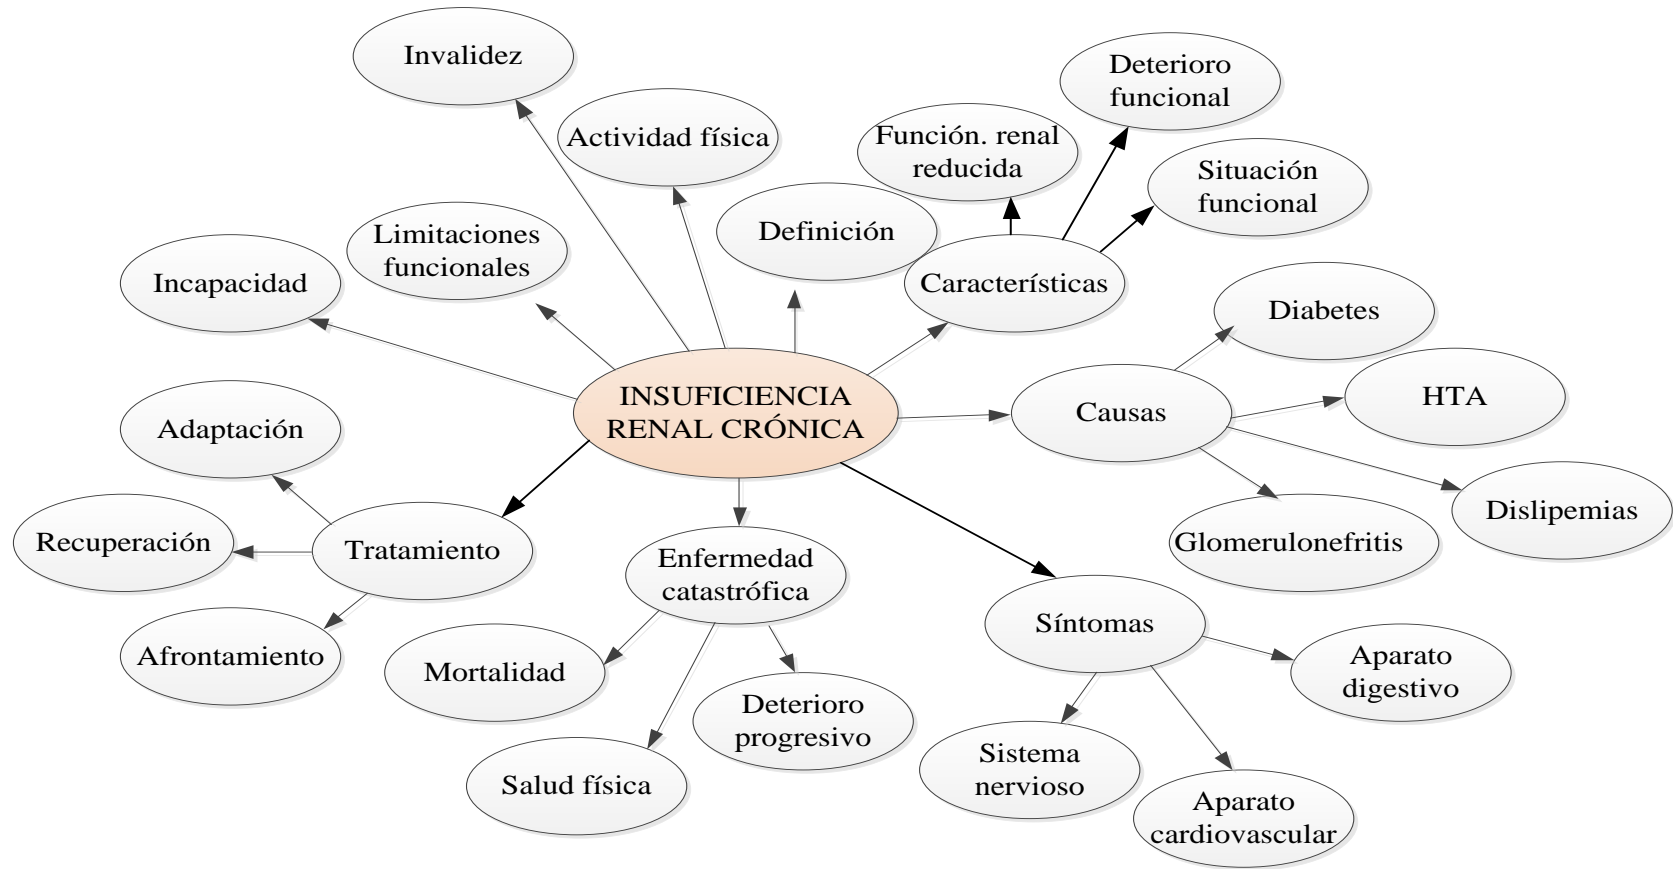 Invalidez
Deterioro
funcional
Actividad física
Función. renal
reducida
Situación
funcional
Limitaciones
funcionales
Definición
Incapacidad
Características
Diabetes
INSUFICIENCIA
RENAL CRÓNICA
Causas
HTA
Adaptación
Dislipemias
Recuperación
Tratamiento
Enfermedad
catastrófica
Glomerulonefritis
Síntomas
Afrontamiento
Mortalidad
Aparato
digestivo
Deterioro
progresivo
Sistema
nervioso
Salud física
Aparato
cardiovascular